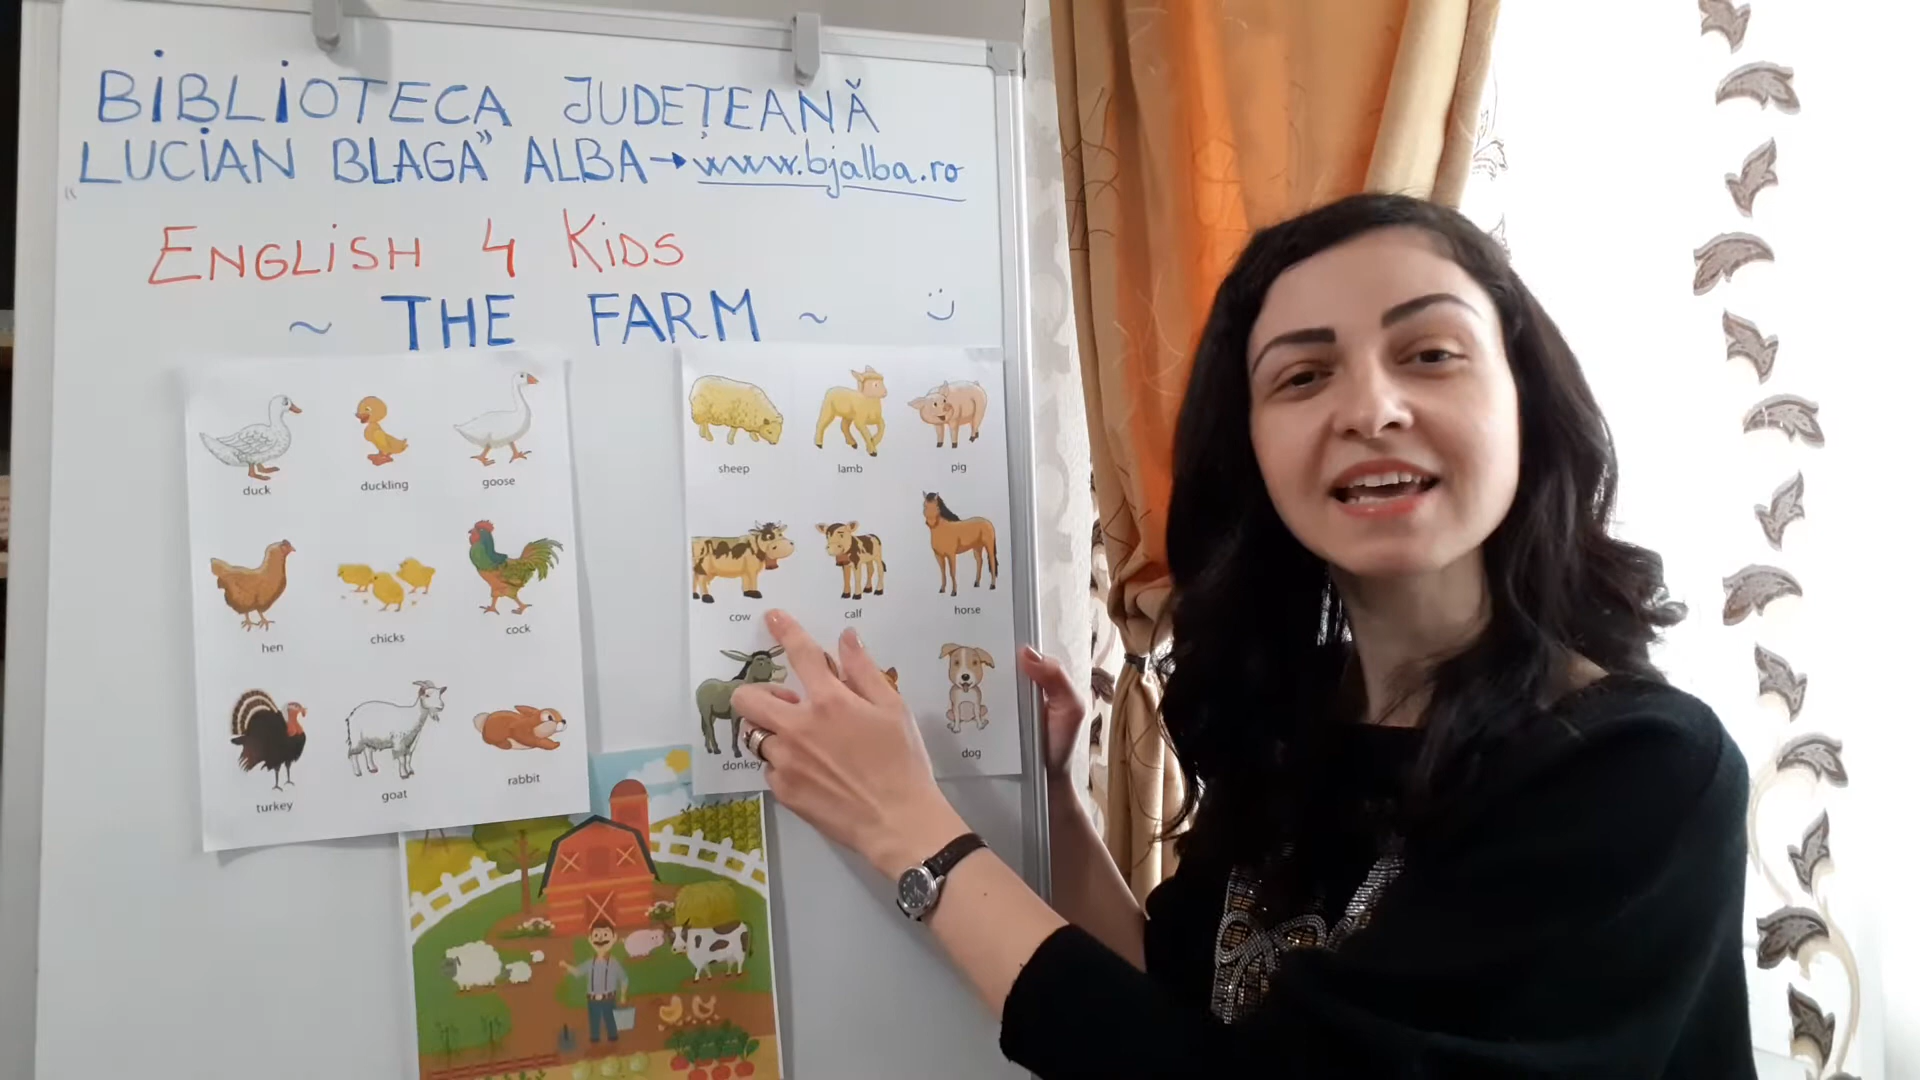 BIBLIOTECA JUDEȚEANĂ
„LUCIAN BLAGA” ALBA→www.bjalba.ro
ENGLISH 4 KIDS
~ THE FARM ~
duck duckling goose
hen chicks cock
turkey goat rabbit
sheep lamb pig
cow calf horse
donkey dog